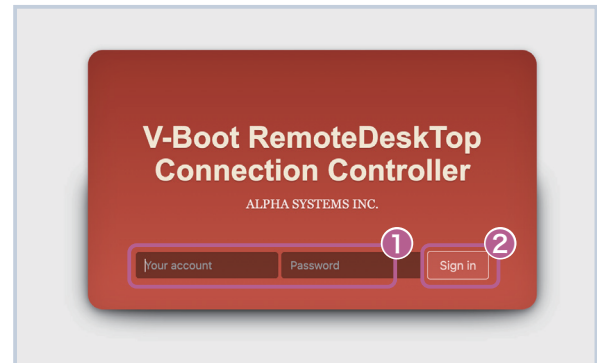 V-Boot RemoteDeskTop
Connection Controller
ALPHA SYSTEMS INC.
Your account Password Sign in
1 2